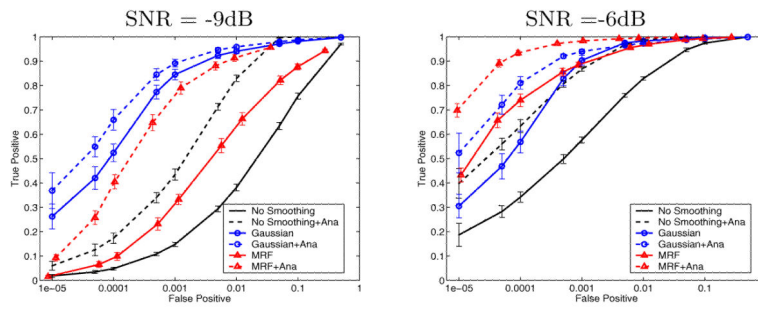 SNR = -9dB
SNR = -6dB
1
0.9
0.8
0.7
0.6
0.5
0.4
0.3
0.2
0.1
0
True Positive
1e-05
0.0001
0.001
0.01
0.1
1
False Positive
No Smoothing
No Smoothing+Ana
Gaussian
Gaussian+Ana
MRF
MRF+Ana
1
0.9
0.8
0.7
0.6
0.5
0.4
0.3
0.2
0.1
0
True Positive
1e-05
0.0001
0.001
0.01
0.1
False Positive
No Smoothing
No Smoothing+Ana
Gaussian
Gaussian+Ana
MRF
MRF+Ana